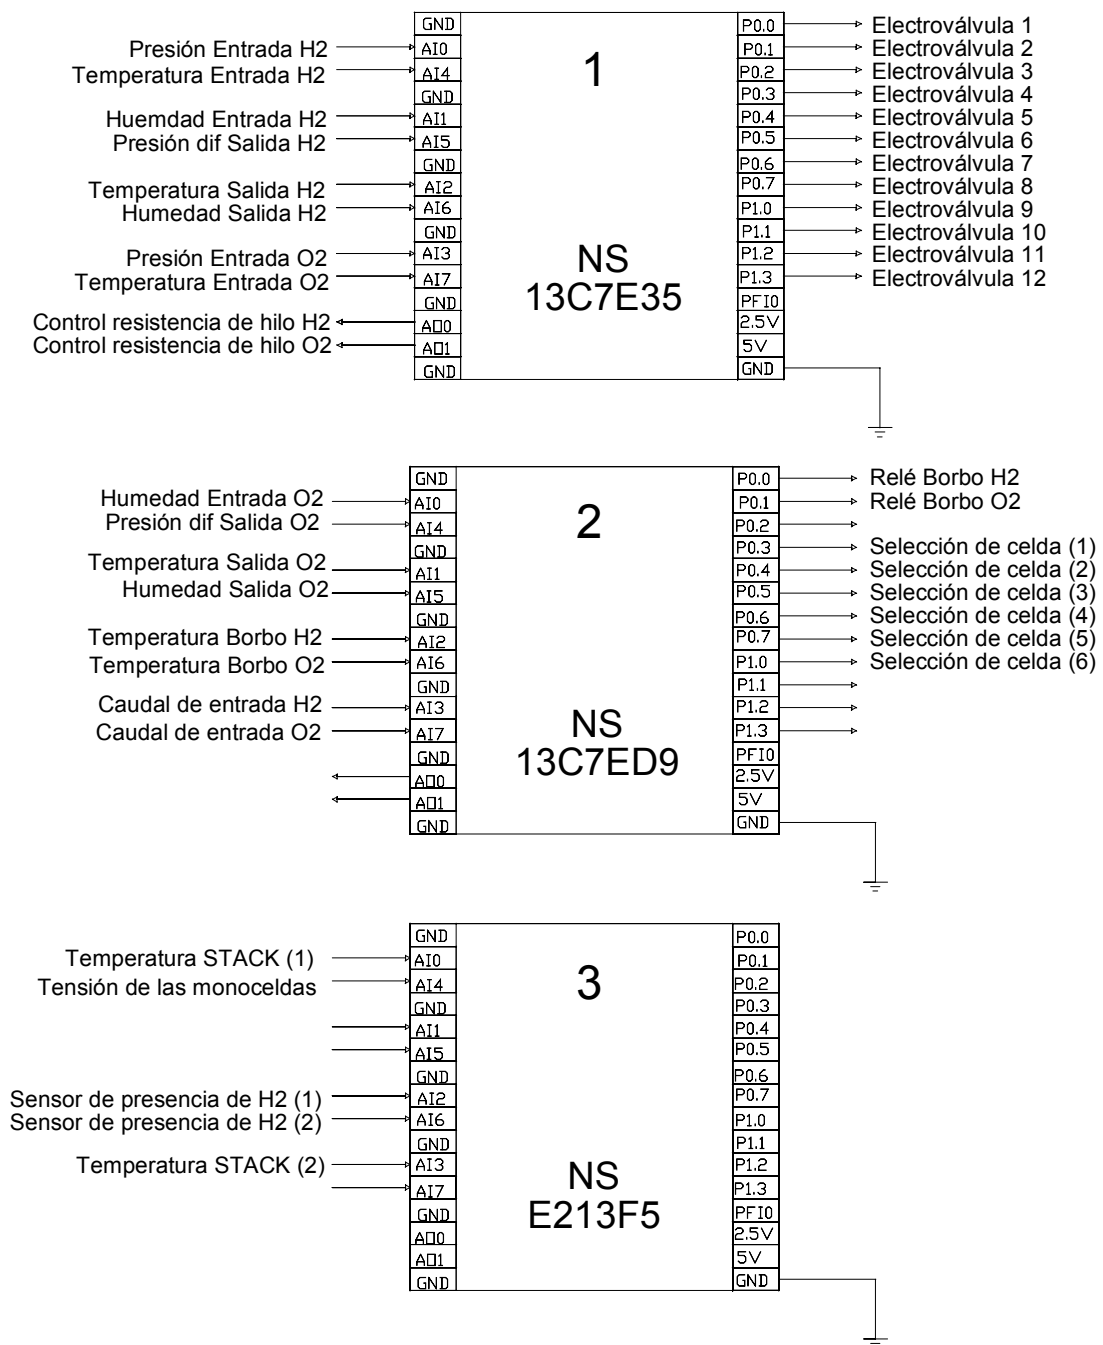 GND P0.0 Electroválvula 1
Presión Entrada H2 AI0 P0.1 Electroválvula 2
Temperatura Entrada H2 AI4 1 P0.2 Electroválvula 3
GND P0.3 Electroválvula 4
Huemdad Entrada H2 AI1 P0.4 Electroválvula 5
Presión dif Salida H2 AI5 P0.5 Electroválvula 6
GND P0.6 Electroválvula 7
Temperatura Salida H2 AI2 P0.7 Electroválvula 8
Humedad Salida H2 AI6 P1.0 Electroválvula 9
GND P1.1 Electroválvula 10
Presión Entrada O2 AI3 NS P1.2 Electroválvula 11
Temperatura Entrada O2 AI7 13C7E35 P1.3 Electroválvula 12
GND PFI0
Control resistencia de hilo H2 AO0 2.5V
Control resistencia de hilo O2 AO1 5V
GND GND
GND P0.0 Relé Borbo H2
Humedad Entrada O2 AI0 P0.1 Relé Borbo O2
Presión dif Salida O2 AI4 2 P0.2
GND P0.3 Selección de celda (1)
Temperatura Salida O2 AI1 P0.4 Selección de celda (2)
Humedad Salida O2 AI5 P0.5 Selección de celda (3)
GND P0.6 Selección de celda (4)
Temperatura Borbo H2 AI2 P0.7 Selección de celda (5)
Temperatura Borbo O2 AI6 P1.0 Selección de celda (6)
GND P1.1
Caudal de entrada H2 AI3 NS P1.2
Caudal de entrada O2 AI7 13C7ED9 P1.3
GND PFI0
AO0 2.5V
AO1 5V
GND GND
GND P0.0
Temperatura STACK (1) AI0 P0.1
Tensión de las monoceldas AI4 3 P0.2
GND P0.3
AI1 P0.4
AI5 P0.5
GND P0.6
Sensor de presencia de H2 (1) AI2 P0.7
Sensor de presencia de H2 (2) AI6 P1.0
GND P1.1
Temperatura STACK (2) AI3 NS P1.2
AI7 E213F5 P1.3
GND PFI0
AO0 2.5V
AO1 5V
GND GND